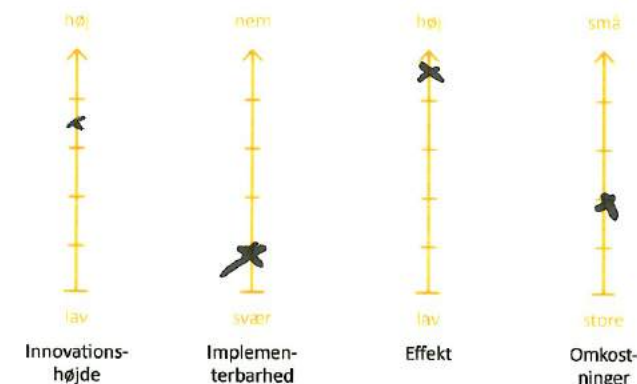 høj nem høj små
lav svær lav store
Innovations- Implemen- Effekt Omkost-
højde terbarhed ninger